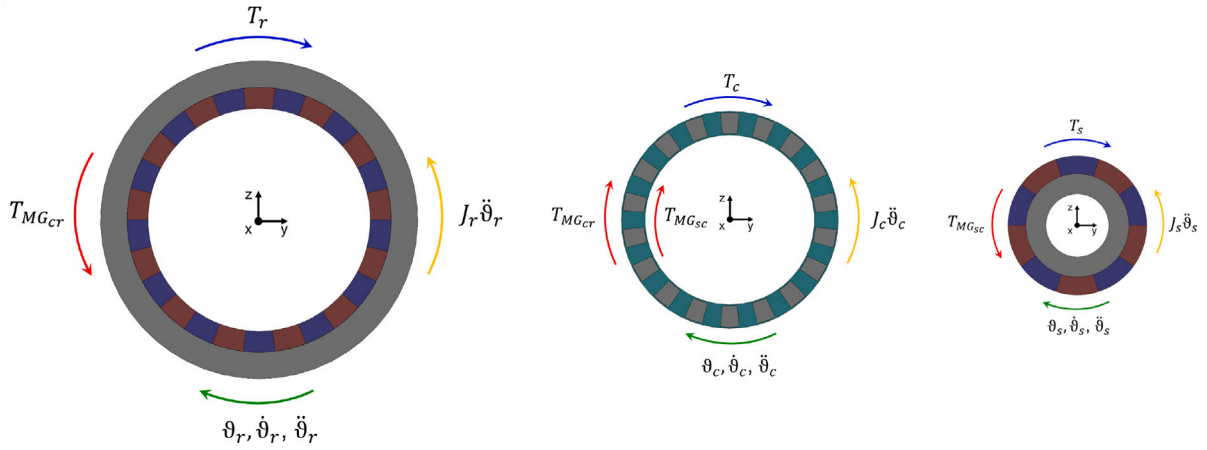 T_r
T_{MG_{cr}}
z
x y
J_r ϑ̈_r
ϑ_r, ϑ̇_r, ϑ̈_r
T_c
T_{MG_{cr}}
T_{MG_{sc}}
z
x y
J_c ϑ̈_c
ϑ_c, ϑ̇_c, ϑ̈_c
T_s
T_{MG_{sc}}
z
x y
J_s ϑ̈_s
ϑ_s, ϑ̇_s, ϑ̈_s